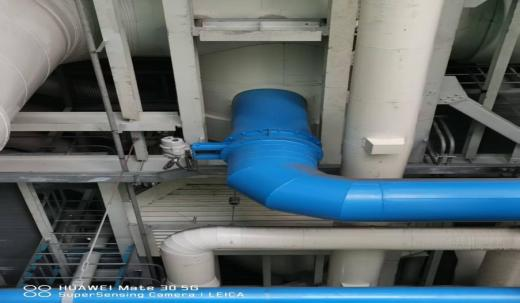 HUAWEI Mate 30 5G
SuperSensing Camera | LEICA